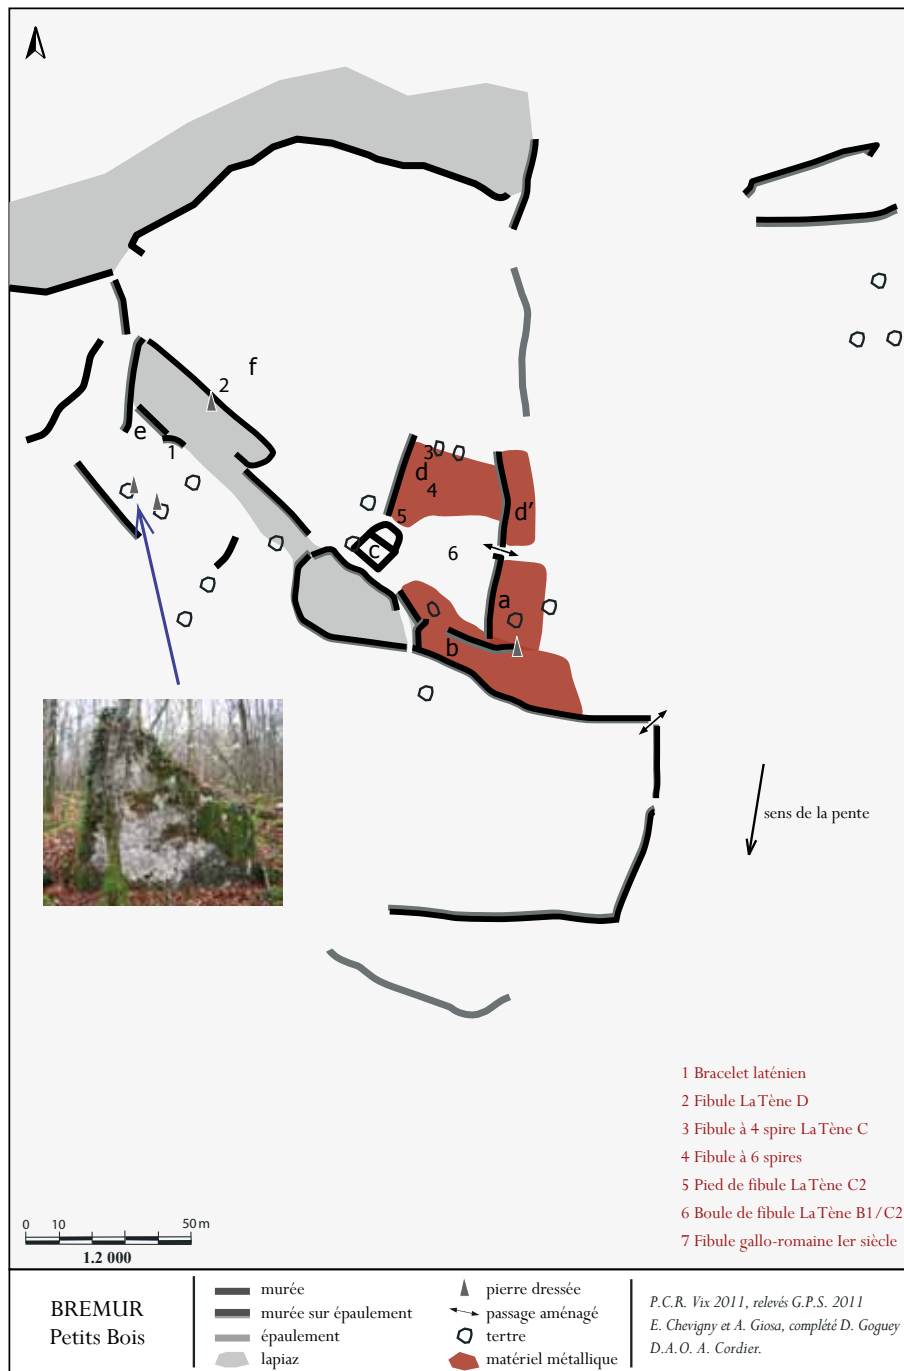 f
2
e
1
3
d
4
5
d'
c
6
a
b
sens de la pente
1 Bracelet laténien
2 Fibule La Tène D
3 Fibule à 4 spire La Tène C
4 Fibule à 6 spires
5 Pied de fibule La Tène C2
6 Boule de fibule La Tène B1/C2
7 Fibule gallo-romaine Ier siècle
0 10 50 m
1.2 000
BREMUR
Petits Bois
murée
murée sur épaulement
épaulement
lapiaz
pierre dressée
passage aménagé
tertre
matériel métallique
P.C.R. Vix 2011, relevés G.P.S. 2011
E. Chevigny et A. Giosa, complété D. Goguey
D.A.O. A. Cordier.